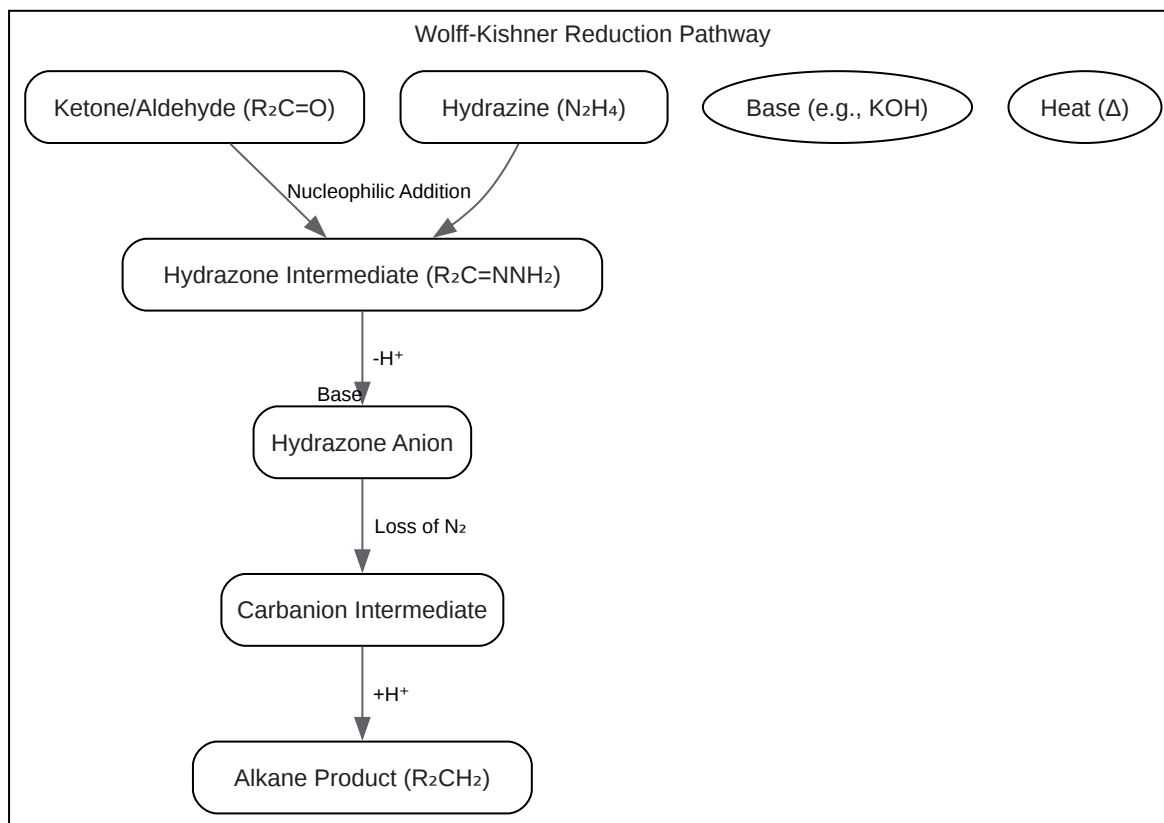 Wolff-Kishner Reduction Pathway
Ketone/Aldehyde (R₂C=O)
Hydrazine (N₂H₄)
Base (e.g., KOH)
Heat (Δ)
Nucleophilic Addition
Hydrazone Intermediate (R₂C=NNH₂)
-H⁺
Base
Hydrazone Anion
Loss of N₂
Carbanion Intermediate
+H⁺
Alkane Product (R₂CH₂)